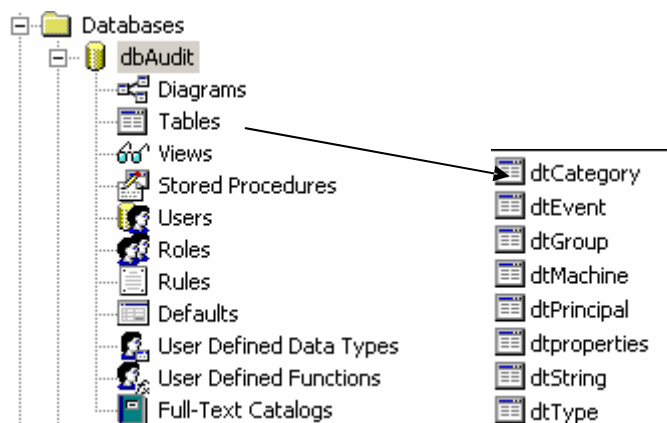 Databases
dbAudit
Diagrams
Tables
Views
Stored Procedures
Users
Roles
Rules
Defaults
User Defined Data Types
User Defined Functions
Full-Text Catalogs
dtCategory
dtEvent
dtGroup
dtMachine
dtPrincipal
dtproperties
dtString
dtType